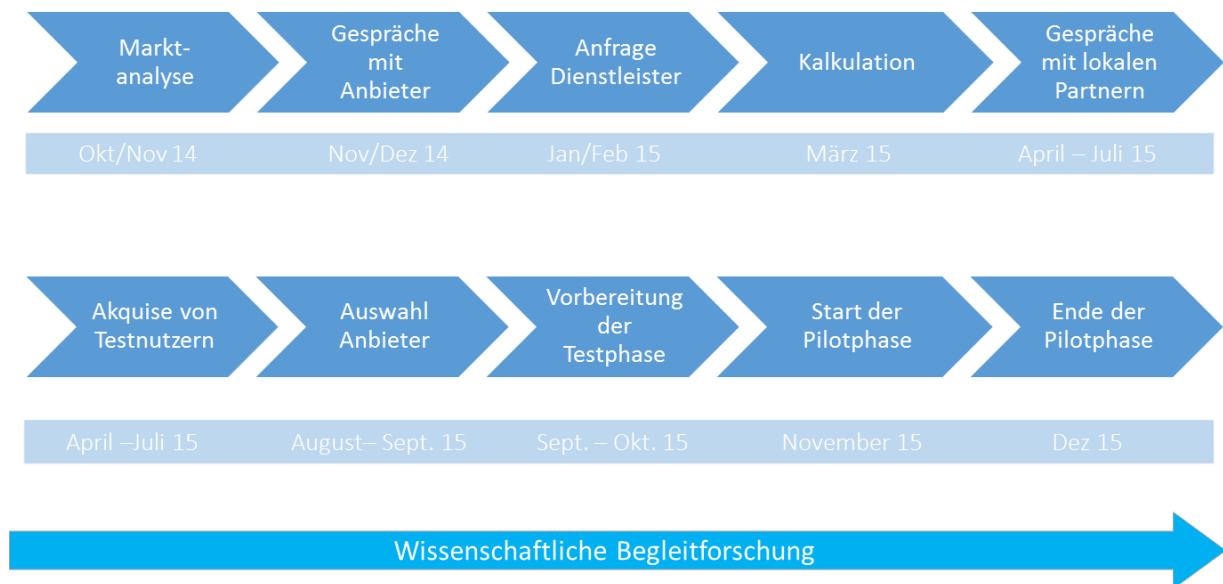 Markt-
analyse
Gespräche
mit
Anbieter
Anfrage
Dienstleister
Kalkulation
Gespräche
mit lokalen
Partnern
Okt/Nov 14
Nov/Dez 14
Jan/Feb 15
März 15
April – Juli 15
Akquise von
Testnutzern
Auswahl
Anbieter
Vorbereitung
der
Testphase
Start der
Pilotphase
Ende der
Pilotphase
April –Juli 15
August– Sept. 15
Sept. – Okt. 15
November 15
Dez 15
Wissenschaftliche Begleitforschung